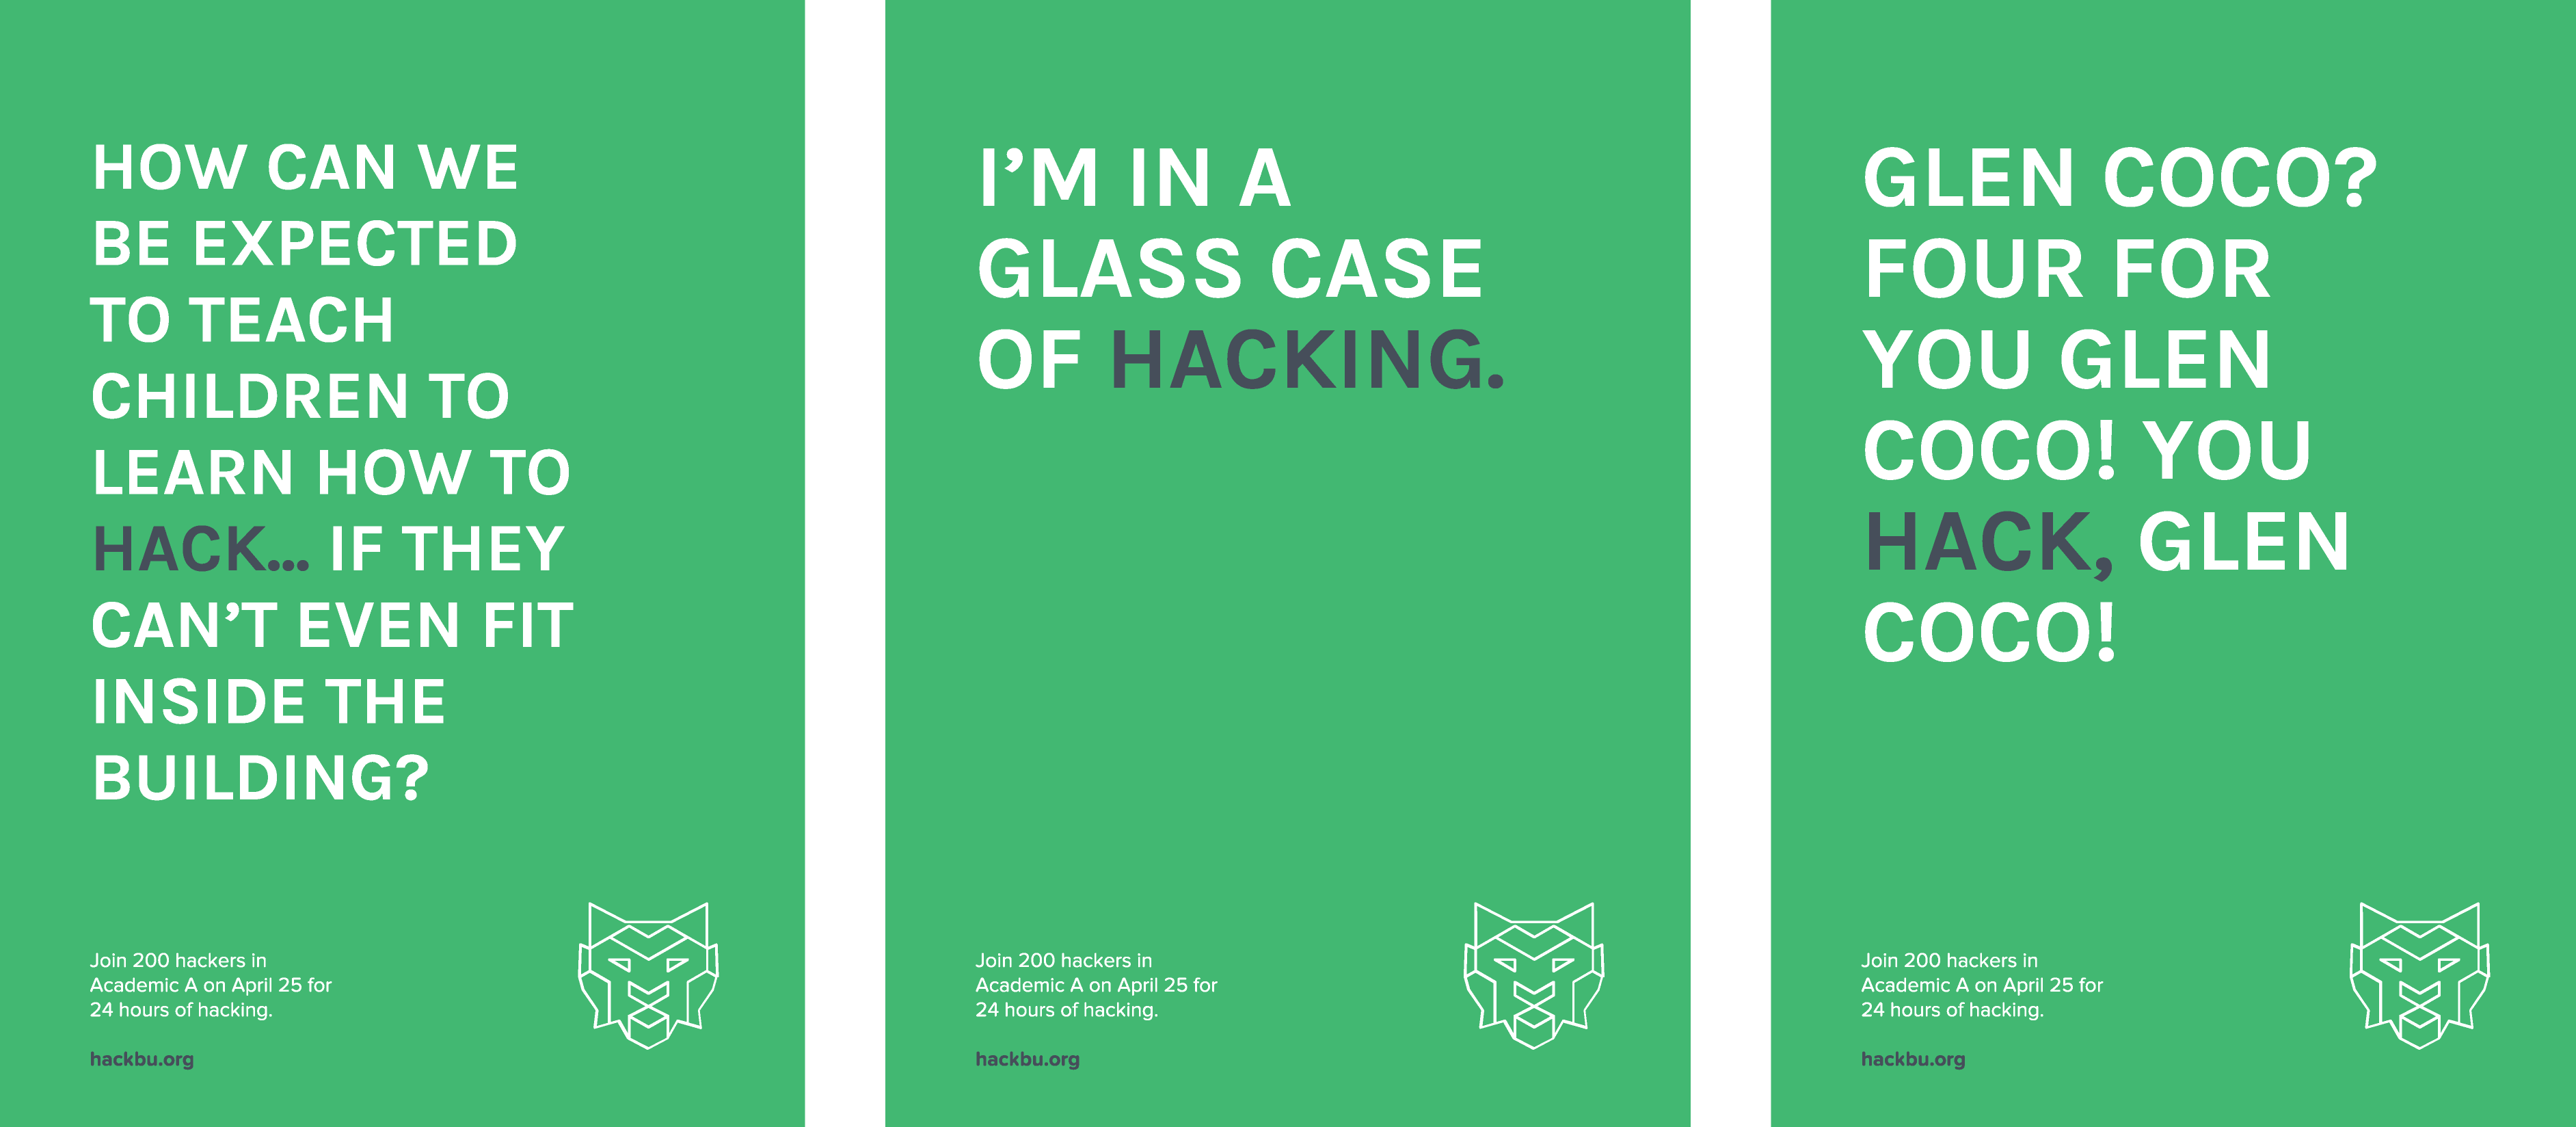 HOW CAN WE
BE EXPECTED
TO TEACH
CHILDREN TO
LEARN HOW TO
HACK... IF THEY
CAN’T EVEN FIT
INSIDE THE
BUILDING?
Join 200 hackers in
Academic A on April 25 for
24 hours of hacking.
hackbu.org
I’M IN A
GLASS CASE
OF HACKING.
Join 200 hackers in
Academic A on April 25 for
24 hours of hacking.
hackbu.org
GLEN COCO?
FOUR FOR
YOU GLEN
COCO! YOU
HACK, GLEN
COCO!
Join 200 hackers in
Academic A on April 25 for
24 hours of hacking.
hackbu.org